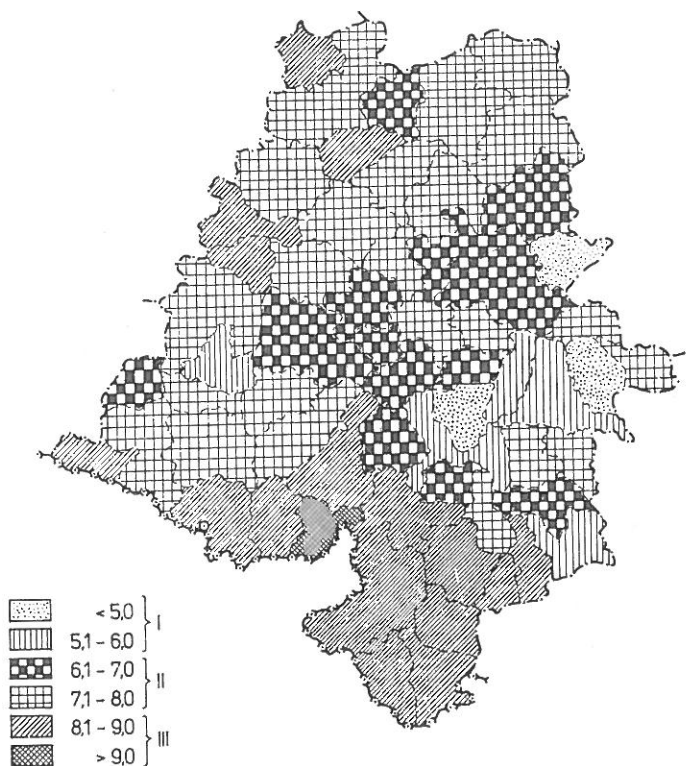 < 5,0
5,1 – 6,0
I
6,1 – 7,0
7,1 – 8,0
II
8,1 – 9,0
> 9,0
III